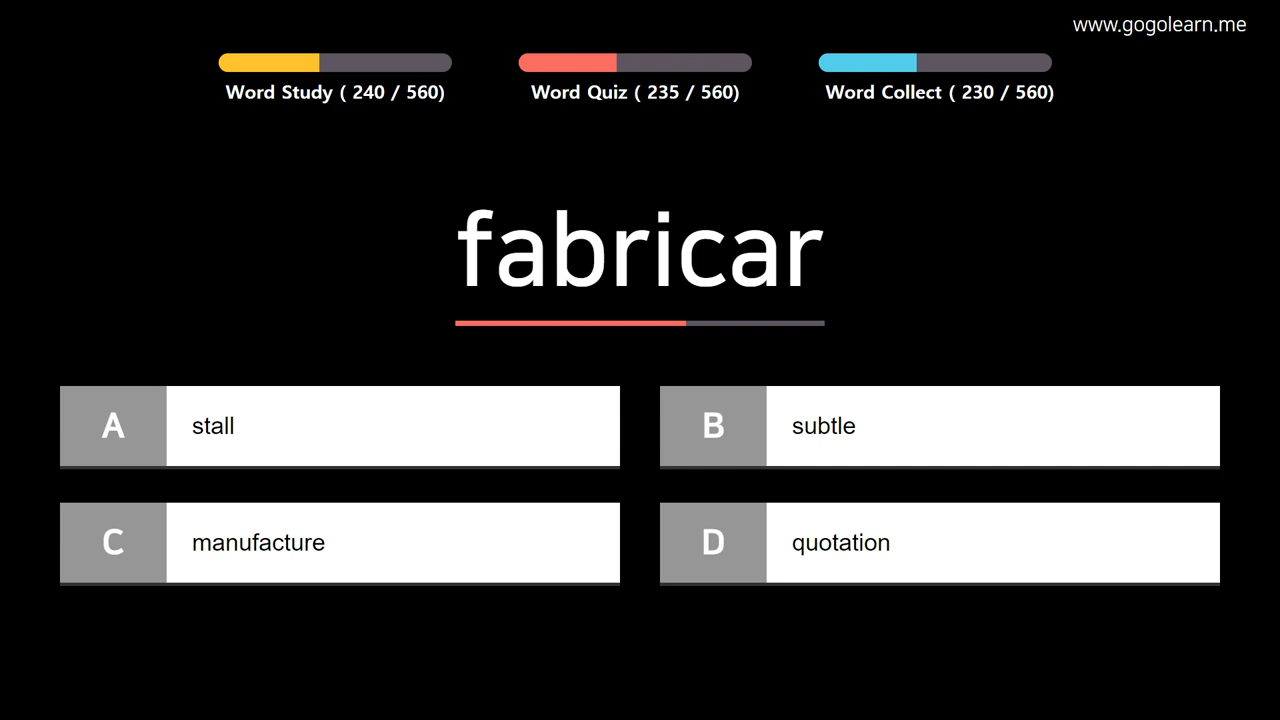 www.gogolearn.me
Word Study ( 240 / 560)
Word Quiz ( 235 / 560)
Word Collect ( 230 / 560)
fabricar
A stall
B subtle
C manufacture
D quotation